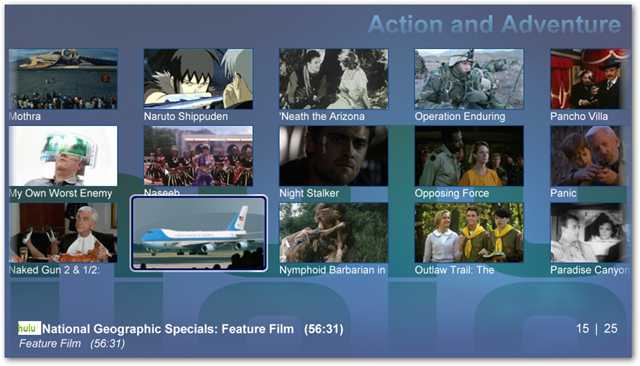 Action and Adventure
Mothra
Naruto Shippuden
'Neath the Arizona
Operation Enduring
Pancho Villa
My Own Worst Enemy
Naseeb
Night Stalker
Opposing Force
Panic
Naked Gun 2 & 1/2:
Nymphoid Barbarian in
Outlaw Trail: The
Paradise Canyon
hulu National Geographic Specials: Feature Film (56:31)
15 | 25
Feature Film (56:31)